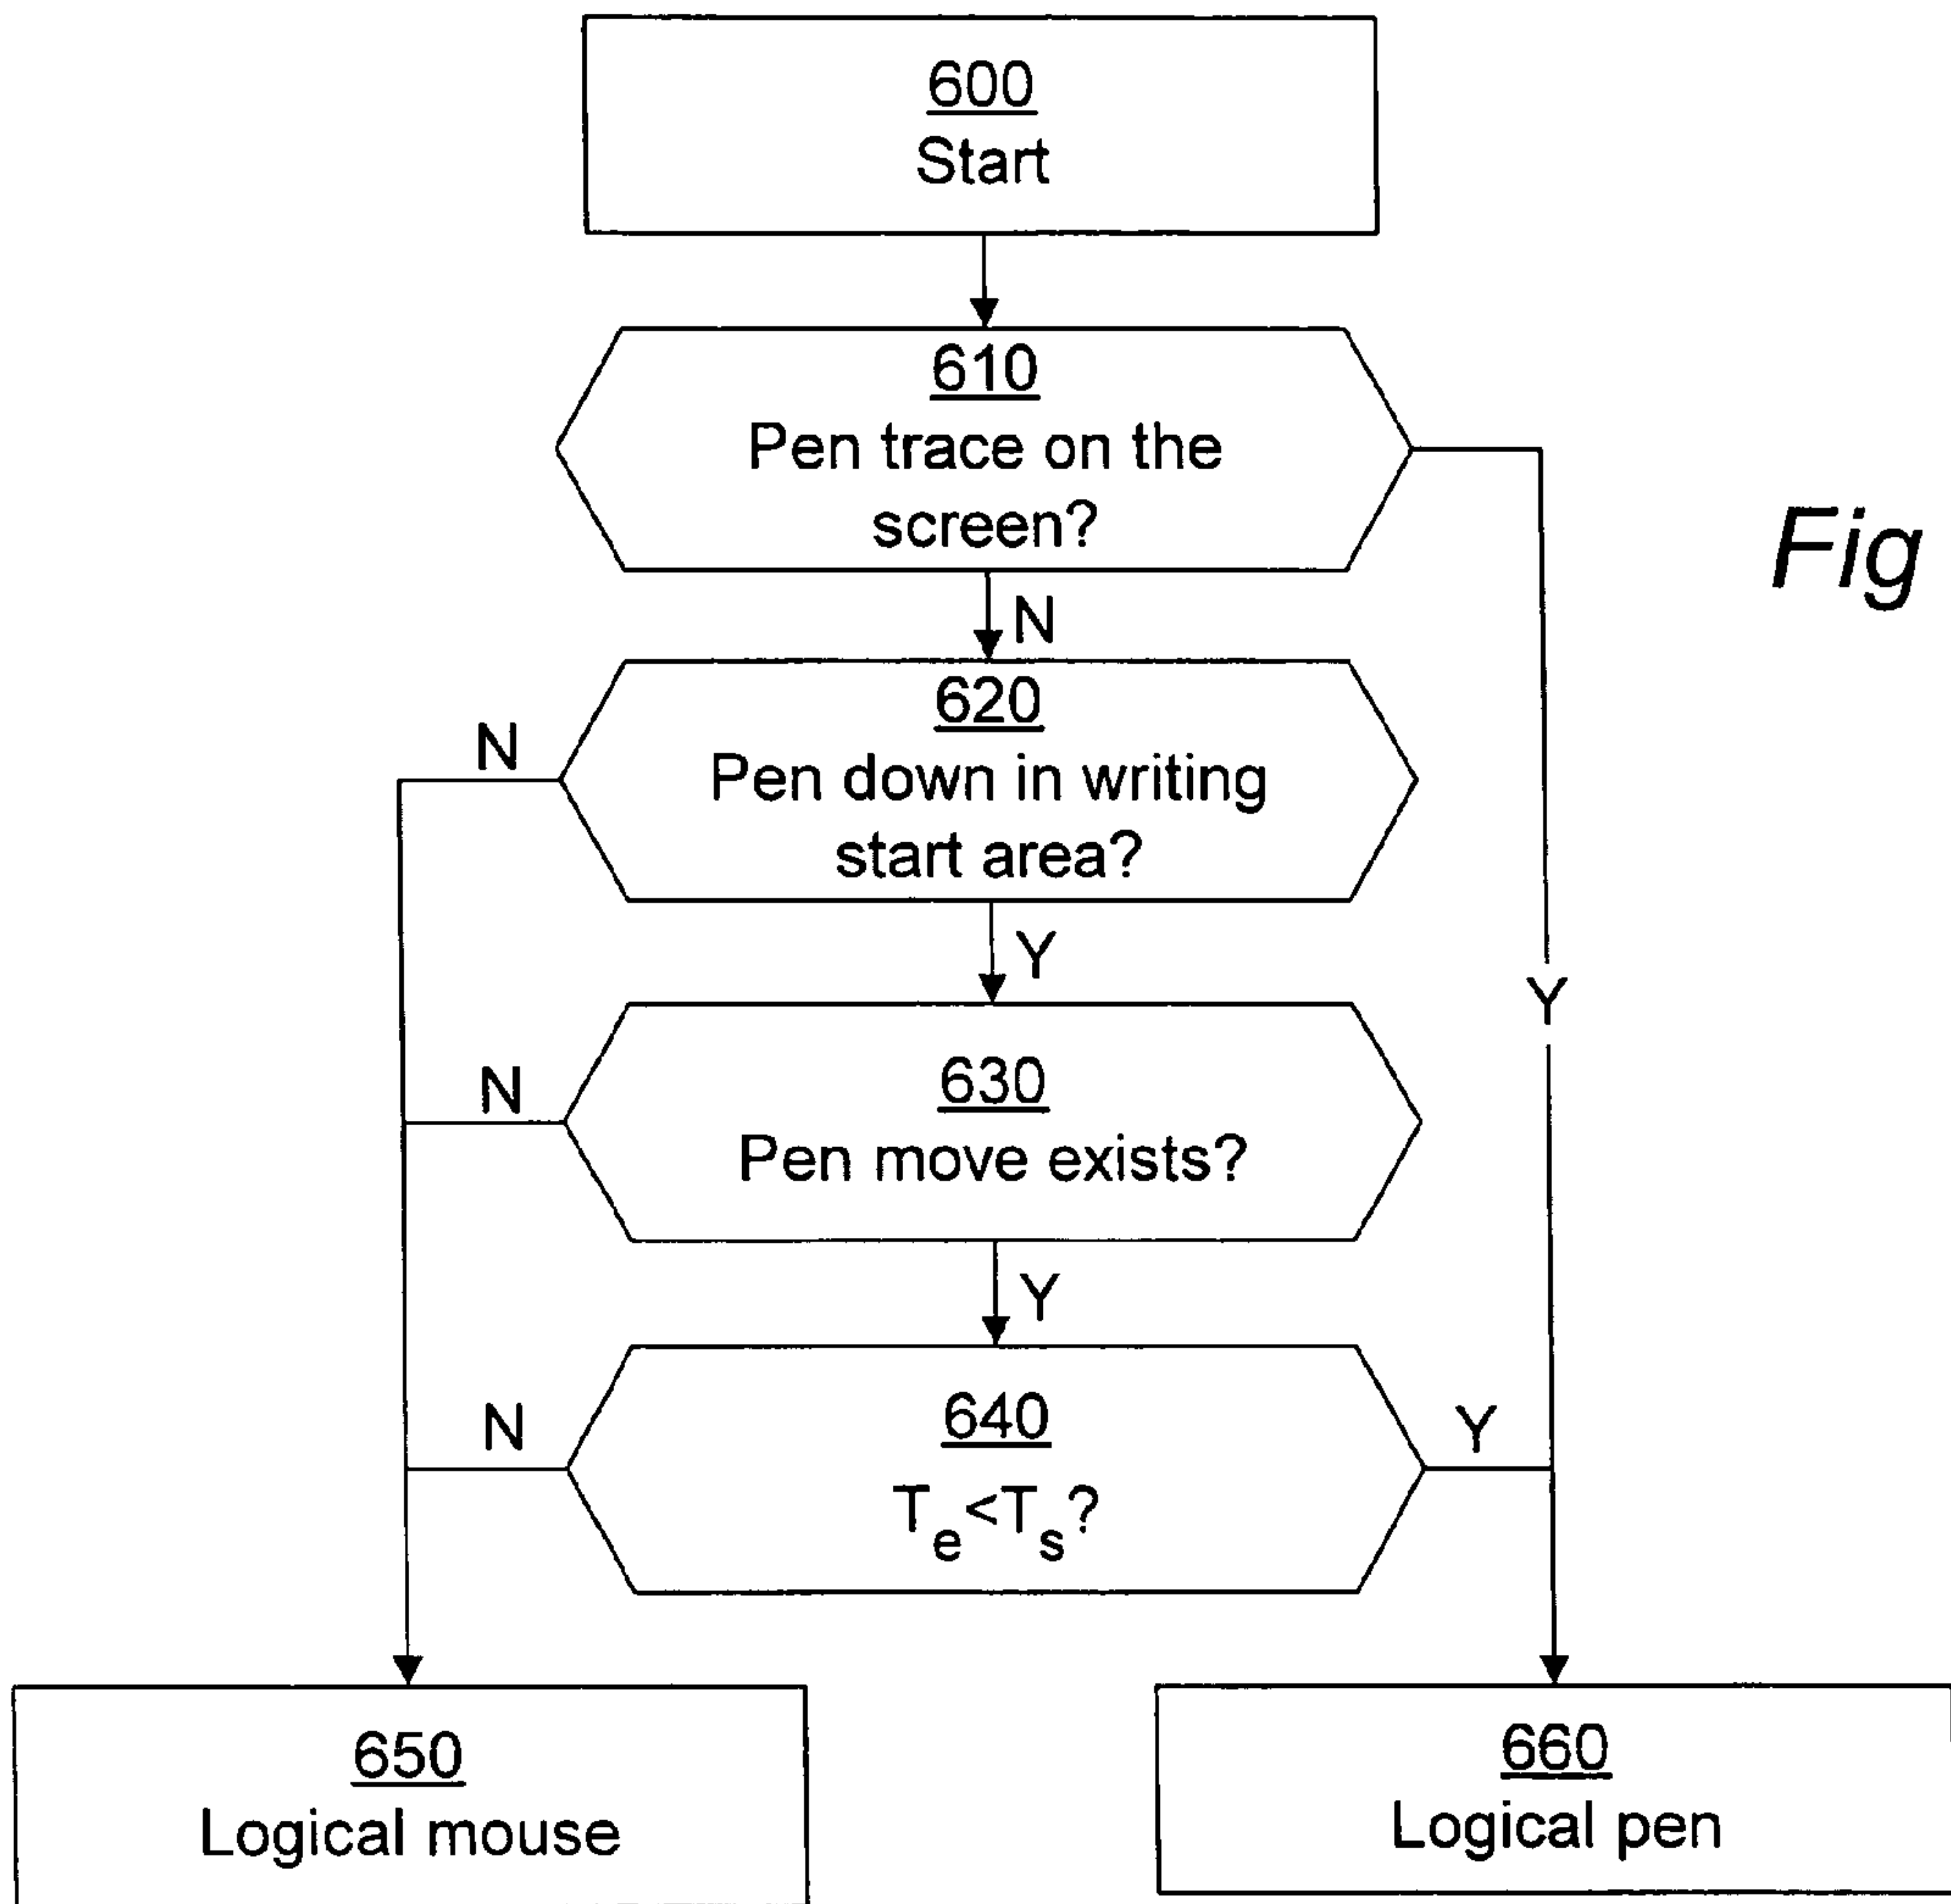 600
Start
610
Pen trace on the
screen?
Fig
N
620
N
Pen down in writing
start area?
Y
Y
630
N
Pen move exists?
Y
640
N
Y
Te<Ts?
650
Logical mouse
660
Logical pen